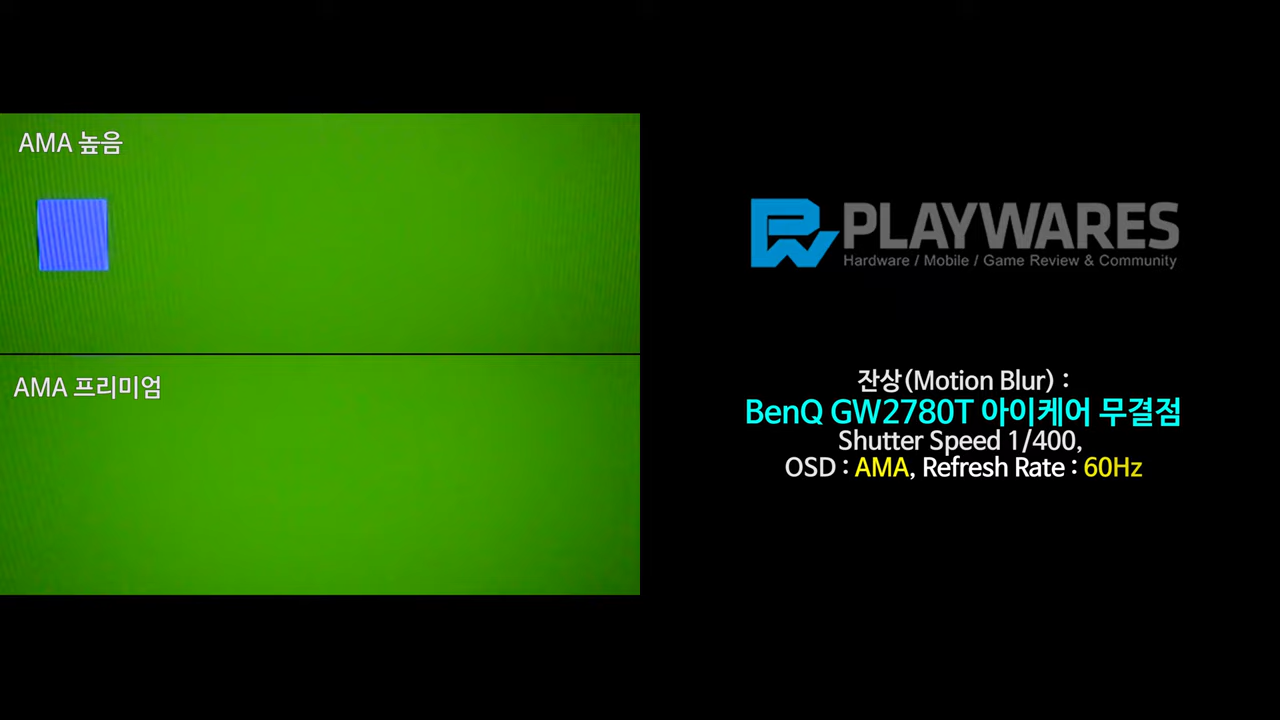 AMA 높음
AMA 프리미엄
PLAYWARES
Hardware / Mobile / Game Review & Community
잔상(Motion Blur) :
BenQ GW2780T 아이케어 무결점
Shutter Speed 1/400,
OSD : AMA, Refresh Rate : 60Hz